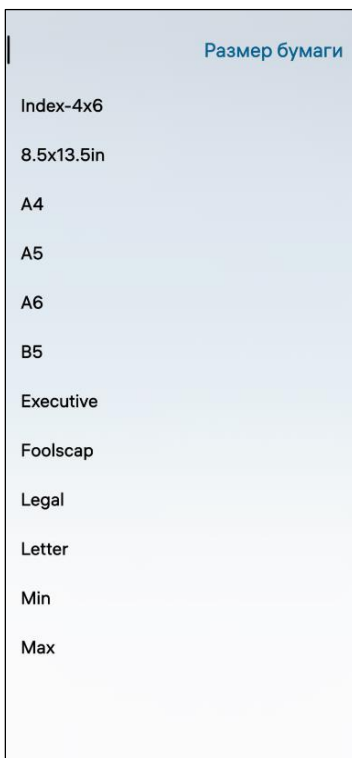 Размер бумаги
Index-4x6
8.5x13.5in
A4
A5
A6
B5
Executive
Foolscap
Legal
Letter
Min
Max